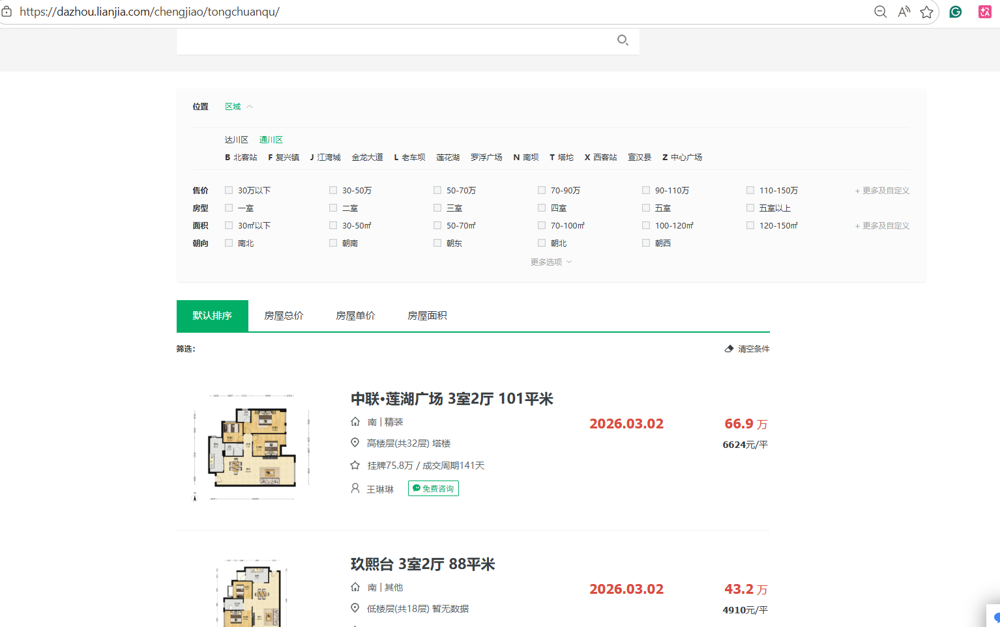 https://dazhou.lianjia.com/chengjiao/tongchuanqu/
位置 区域
达川区 通川区
B 北客站 F 复兴镇 J 江湾城 金龙大道 L 老车坝 莲花湖 罗浮广场 N 南坝 T 塔坨 X 西客站 宣汉县 Z 中心广场
售价 30万以下 30-50万 50-70万 70-90万 90-110万 110-150万 + 更多及自定义
房型 一室 二室 三室 四室 五室 五室以上
面积 30㎡以下 30-50㎡ 50-70㎡ 70-100㎡ 100-120㎡ 120-150㎡ + 更多及自定义
朝向 南北 朝南 朝东 朝北 朝西
更多选项
默认排序 房屋总价 房屋单价 房屋面积
筛选: 清空条件
中联•莲湖广场 3室2厅 101平米
南 | 精装 2026.03.02 66.9 万
高楼层(共32层) 塔楼 6624元/平
挂牌75.8万 / 成交周期141天
王琳琳 免费咨询
玖熙台 3室2厅 88平米
南 | 其他 2026.03.02 43.2 万
低楼层(共18层) 暂无数据 4910元/平